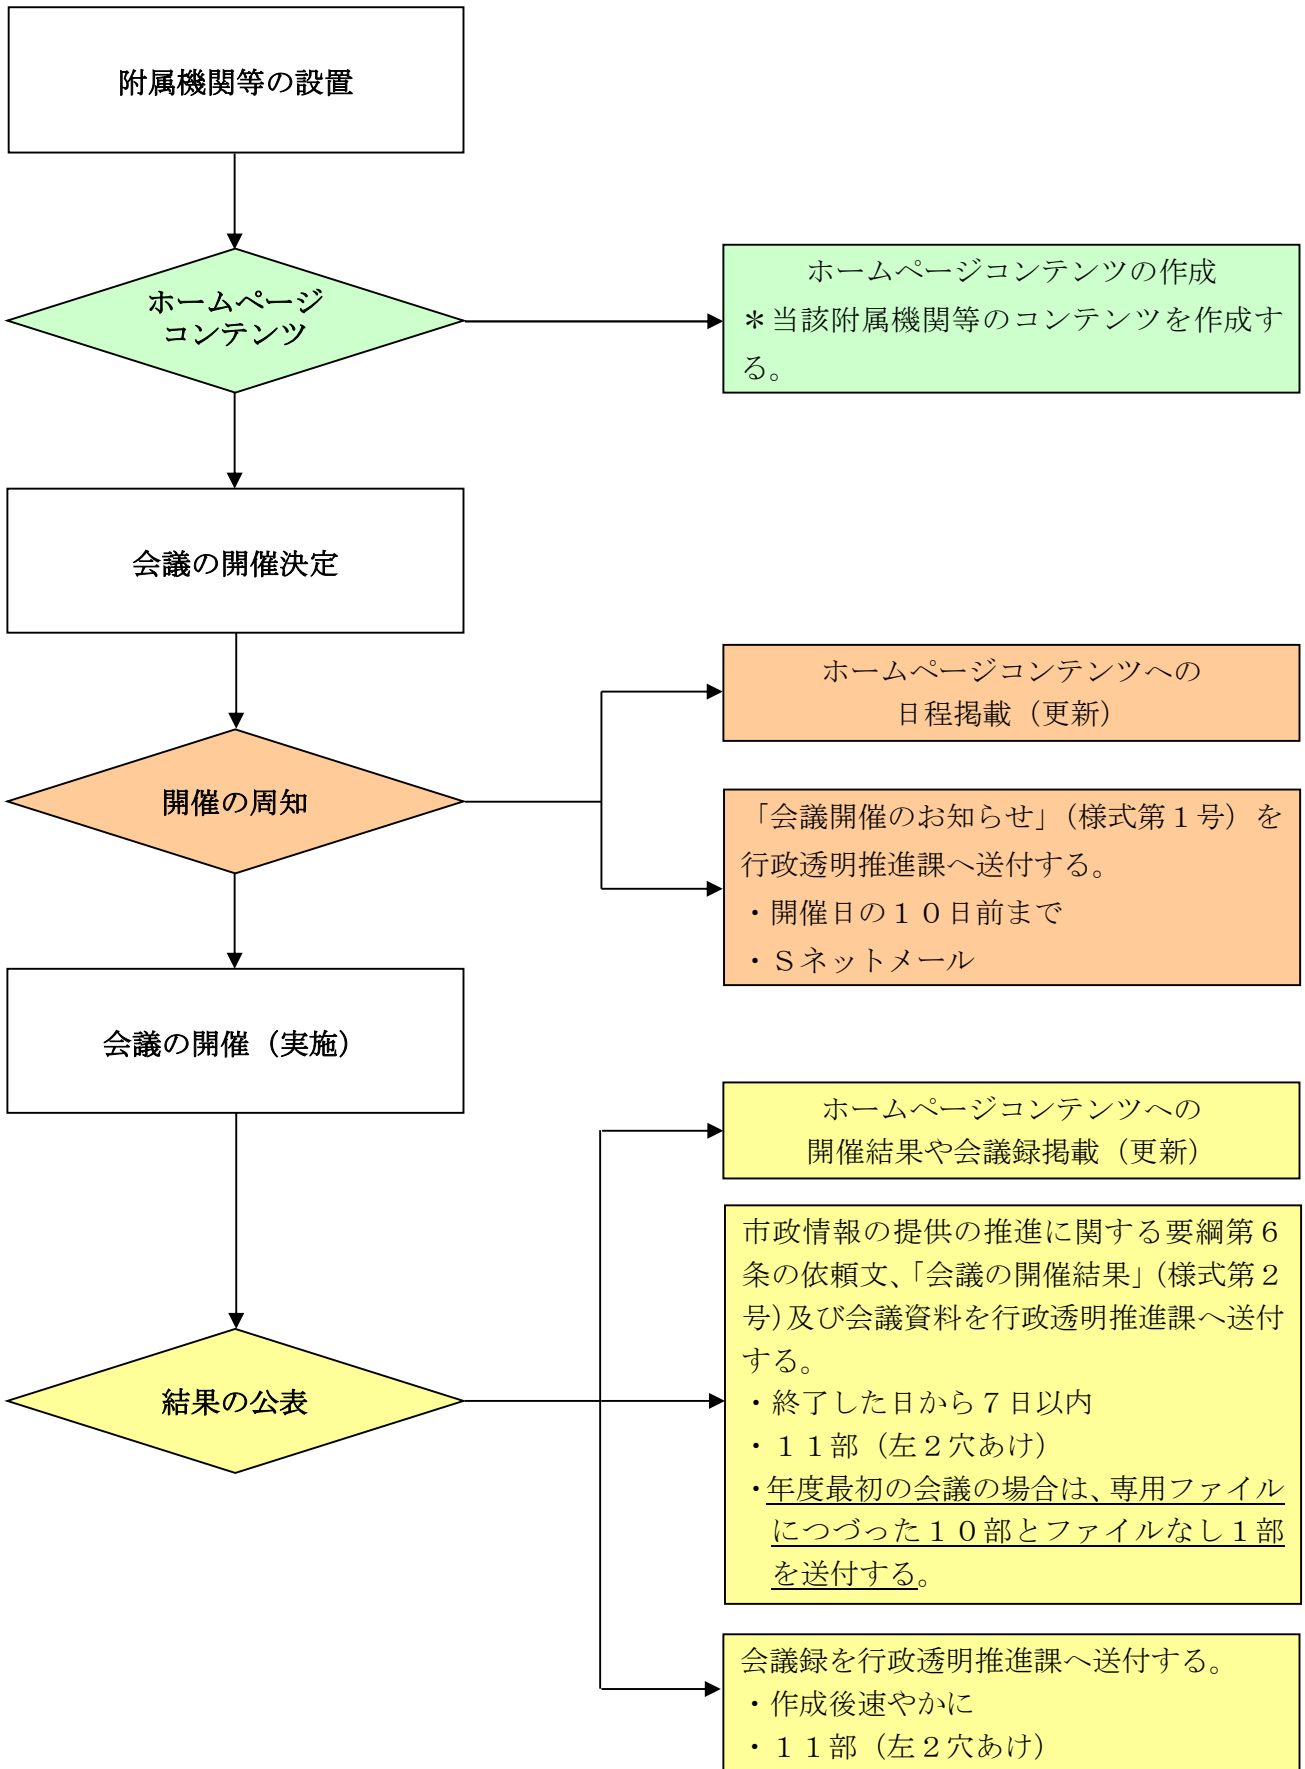 附属機関等の設置
ホームページ
コンテンツ
ホームページコンテンツの作成
＊当該附属機関等のコンテンツを作成す
る。
会議の開催決定
開催の周知
ホームページコンテンツへの
日程掲載（更新）
「会議開催のお知らせ」（様式第１号）を
行政透明推進課へ送付する。
・開催日の１０日前まで
・Ｓネットメール
会議の開催（実施）
結果の公表
ホームページコンテンツへの
開催結果や会議録掲載（更新）
市政情報の提供の推進に関する要綱第６
条の依頼文、「会議の開催結果」（様式第２
号）及び会議資料を行政透明推進課へ送付
する。
・終了した日から７日以内
・１１部（左２穴あけ）
・年度最初の会議の場合は、専用ファイル
につづった１０部とファイルなし１部
を送付する。
会議録を行政透明推進課へ送付する。
・作成後速やかに
・１１部（左２穴あけ）